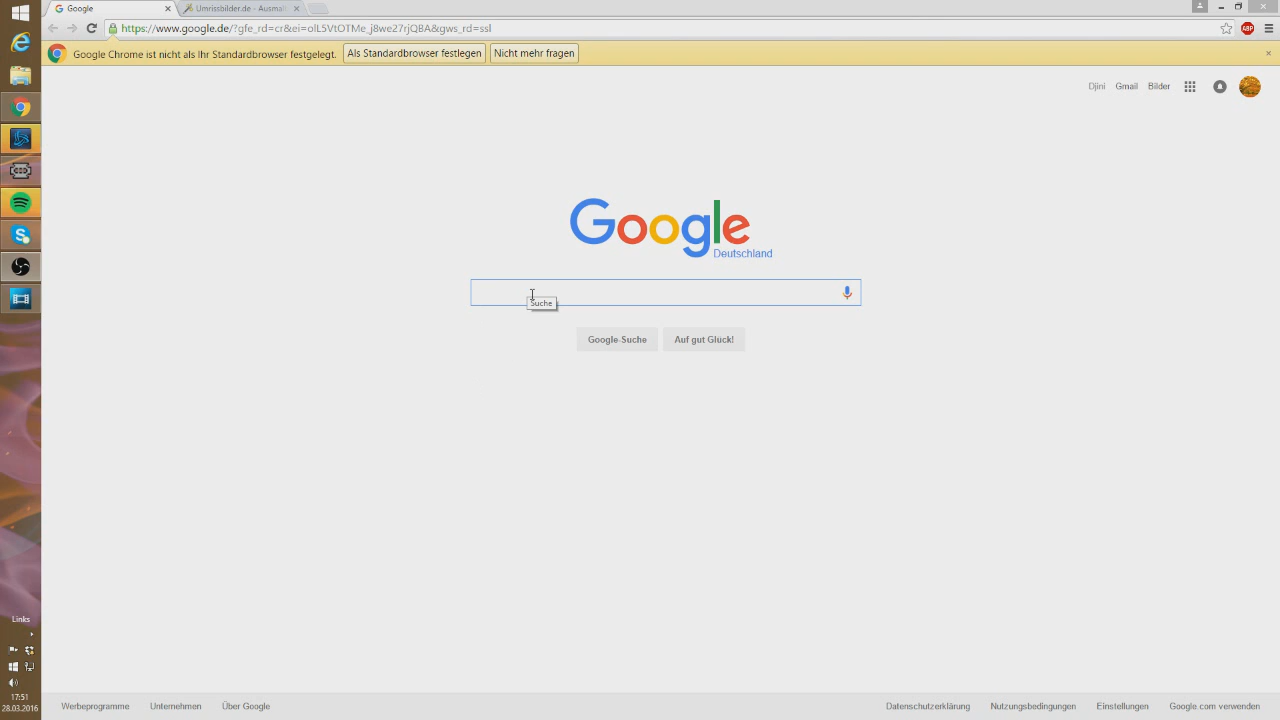 Google
Umrissbilder.de - Ausmal
https://www.google.de/?gfe_rd=cr&ei=olL5VtOTMe_j8we27rjQBA&gws_rd=ssl
ABP
Google Chrome ist nicht als Ihr Standardbrowser festgelegt.
Als Standardbrowser festlegen
Nicht mehr fragen
Djini
Gmail
Bilder
Google
Deutschland
Suche
Google-Suche
Auf gut Glück!
Links
17:51
28.03.2016
Werbeprogramme
Unternehmen
Über Google
Datenschutzerklärung
Nutzungsbedingungen
Einstellungen
Google.com verwenden